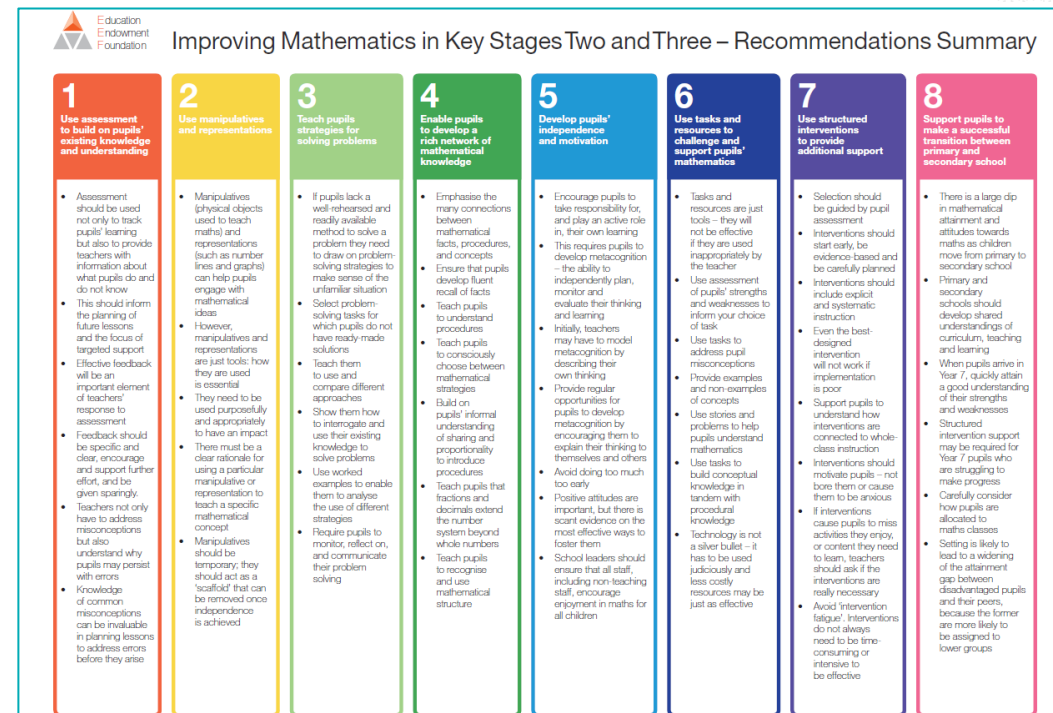 Education
Endowment
Foundation
Improving Mathematics in Key Stages Two and Three – Recommendations Summary
1
Use assessment
to build on pupils'
existing knowledge
and understanding
• Assessment
should be used
not only to track
pupils' learning
but also to provide
teachers with
information about
what pupils do and
do not know
• This should inform
the planning of
future lessons
and the focus of
targeted support
• Effective feedback
will be an
important element
of teachers'
response to
assessment
• Feedback should
be specific and
clear, encourage
and support further
effort, and be
given sparingly.
• Teachers not only
have to address
misconceptions
but also
understand why
pupils may persist
with errors
• Knowledge
of common
misconceptions
can be invaluable
in planning lessons
to address errors
before they arise
2
Use manipulatives
and representations
• Manipulatives
(physical objects
used to teach
maths) and
representations
(such as number
lines and graphs)
can help pupils
engage with
mathematical
ideas
• However,
manipulatives and
representations
are just tools: how
they are used
is essential
• They need to be
used purposefully
and appropriately
to have an impact
• There must be a
clear rationale for
using a particular
manipulative or
representation to
teach a specific
mathematical
concept
• Manipulatives
should be
temporary; they
should act as a
'scaffold' that can
be removed once
independence
is achieved
3
Teach pupils
strategies for
solving problems
• If pupils lack a
well-rehearsed and
readily available
method to solve a
problem they need
to draw on problem-
solving strategies to
make sense of the
unfamiliar situation
• Select problem-
solving tasks for
which pupils do not
have ready-made
solutions
• Teach them
to use and
compare different
approaches
• Show them how
to interrogate and
use their existing
knowledge to
solve problems
• Use worked
examples to enable
them to analyse
the use of different
strategies
• Require pupils to
monitor, reflect on,
and communicate
their problem
solving
4
Enable pupils
to develop a
rich network of
mathematical
knowledge
• Emphasise the
many connections
between
mathematical
facts, procedures,
and concepts
• Ensure that pupils
develop fluent
recall of facts
• Teach pupils
to understand
procedures
• Teach pupils
to consciously
choose between
mathematical
strategies
• Build on
pupils' informal
understanding
of sharing and
proportionality
to introduce
procedures
• Teach pupils that
fractions and
decimals extend
the number
system beyond
whole numbers
• Teach pupils
to recognise
and use
mathematical
structure
5
Develop pupils'
independence
and motivation
• Encourage pupils to
take responsibility for,
and play an active role
in, their own learning
• This requires pupils to
develop metacognition
– the ability to
independently plan,
monitor and
evaluate their thinking
and learning
• Initially, teachers
may have to model
metacognition by
describing their
own thinking
• Provide regular
opportunities for
pupils to develop
metacognition by
encouraging them to
explain their thinking to
themselves and others
• Avoid doing too much
too early
• Positive attitudes are
important, but there is
scant evidence on the
most effective ways to
foster them
• School leaders should
ensure that all staff,
including non-teaching
staff, encourage
enjoyment in maths for
all children
6
Use tasks and
resources to
challenge and
support pupils'
mathematics
• Tasks and
resources are just
tools – they will
not be effective
if they are used
inappropriately by
the teacher
• Use assessment
of pupils' strengths
and weaknesses to
inform your choice
of task
• Use tasks to
address pupil
misconceptions
• Provide examples
and non-examples
of concepts
• Use stories and
problems to help
pupils understand
mathematics
• Use tasks to
build conceptual
knowledge in
tandem with
procedural
knowledge
• Technology is not
a silver bullet – it
has to be used
judiciously and
less costly
resources may be
just as effective
7
Use structured
interventions
to provide
additional support
• Selection should
be guided by pupil
assessment
• Interventions should
start early, be
evidence-based and
be carefully planned
• Interventions should
include explicit
and systematic
instruction
• Even the best-
designed
intervention
will not work if
implementation
is poor
• Support pupils to
understand how
interventions are
connected to whole-
class instruction
• Interventions should
motivate pupils – not
bore them or cause
them to be anxious
• If interventions
cause pupils to miss
activities they enjoy,
or content they need
to learn, teachers
should ask if the
interventions are
really necessary
• Avoid 'intervention
fatigue'. Interventions
do not always
need to be time-
consuming or
intensive to
be effective
8
Support pupils to
make a successful
transition between
primary and
secondary school
• There is a large dip
in mathematical
attainment and
attitudes towards
maths as children
move from primary to
secondary school
• Primary and
secondary
schools should
develop shared
understandings of
curriculum, teaching
and learning
• When pupils arrive in
Year 7, quickly attain
a good understanding
of their strengths
and weaknesses
• Structured
intervention support
may be required for
Year 7 pupils who
are struggling to
make progress
• Carefully consider
how pupils are
allocated to
maths classes
• Setting is likely to
lead to a widening
of the attainment
gap between
disadvantaged pupils
and their peers,
because the former
are more likely to
be assigned to
lower groups